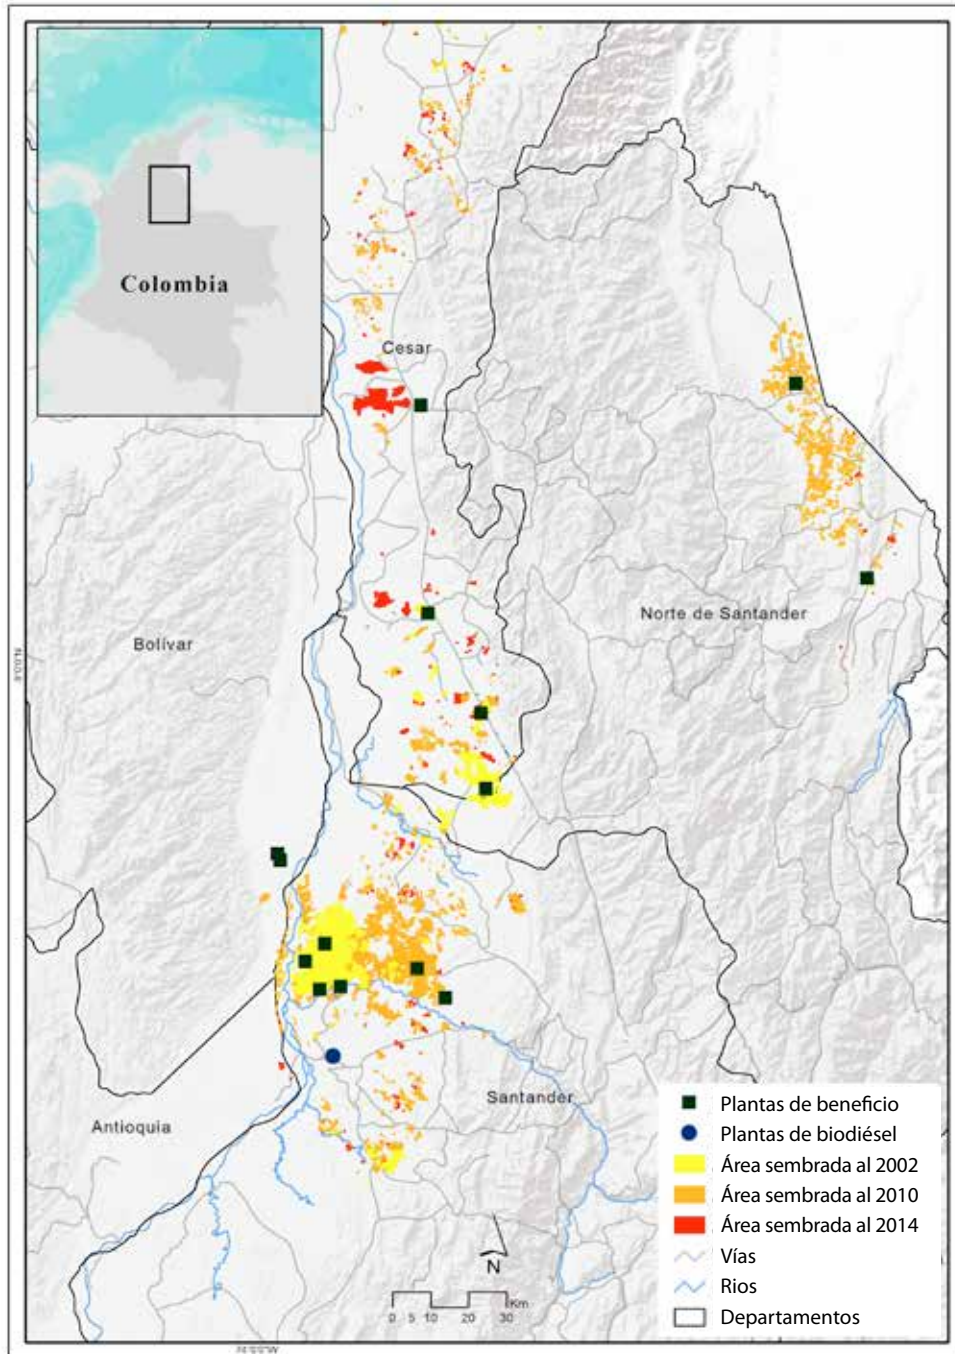 Colombia
Cesar
Norte de Santander
Bolívar
Santander
Antioquia
Plantas de beneficio
Plantas de biodiésel
Área sembrada al 2002
Área sembrada al 2010
Área sembrada al 2014
Vías
Rios
Departamentos
N
Km
0 5 10 20 30